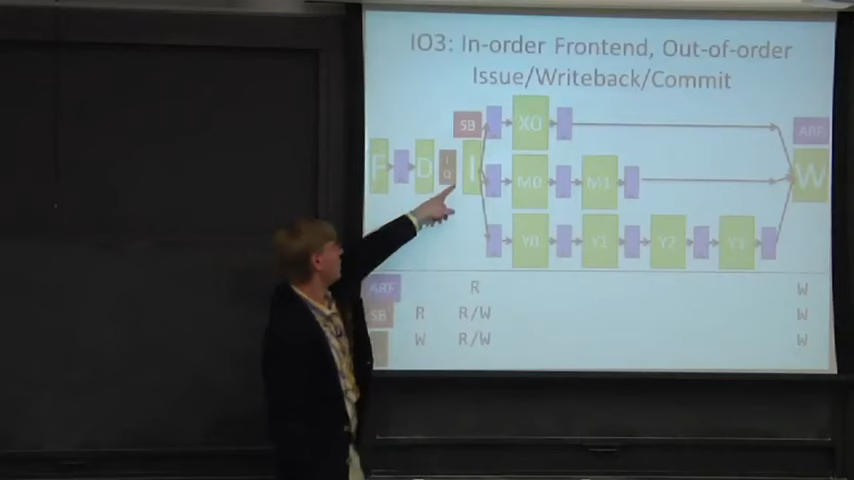 IO3: In-order Frontend, Out-of-order
Issue/Writeback/Commit
SB X0 ARF
F D I Q I M0 M1 W
Y0 Y1 Y2 Y3
ARF R W
SB R R/W W
W R/W W